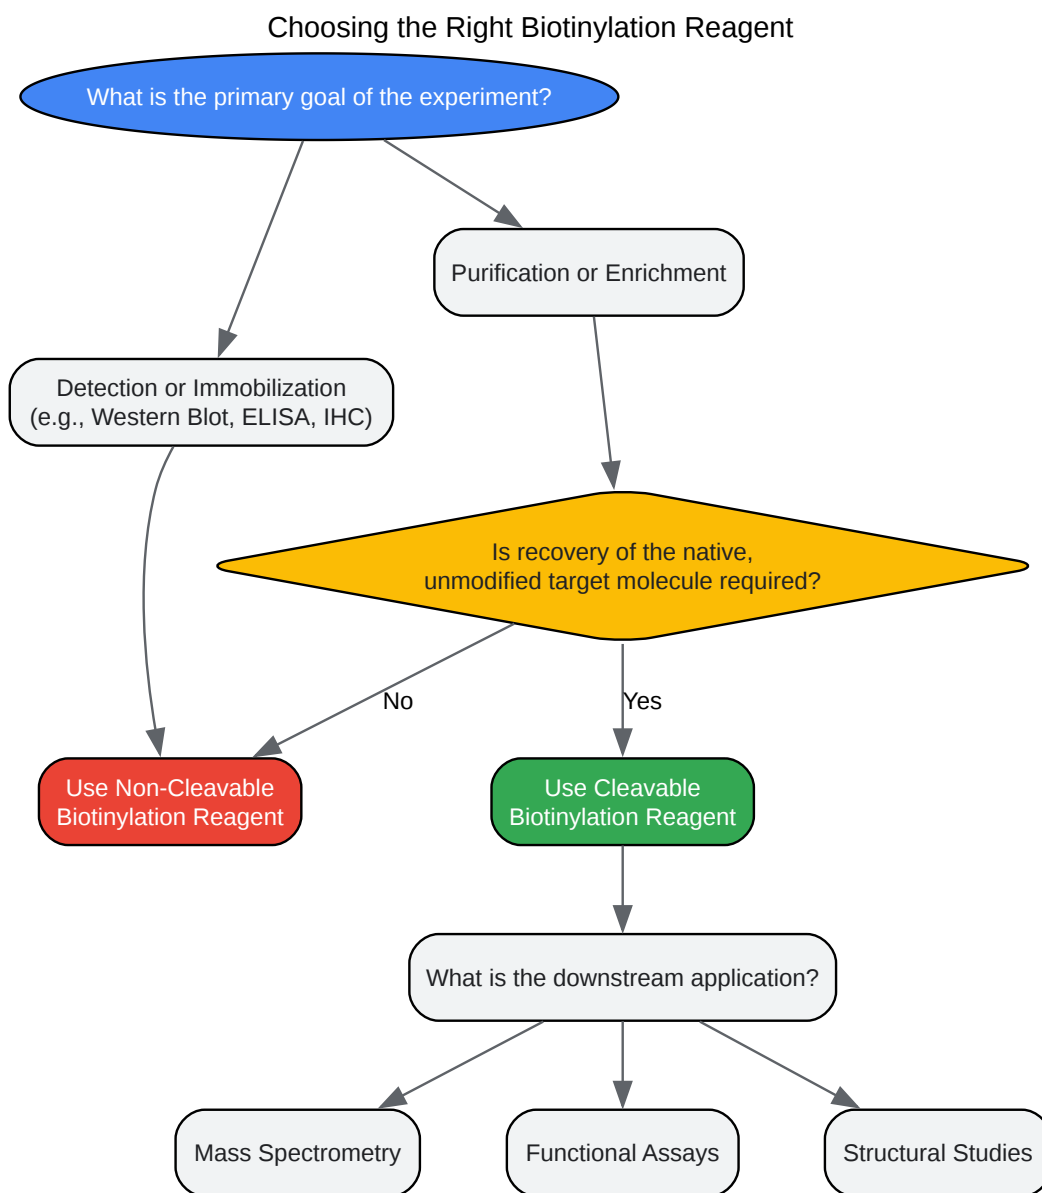 Choosing the Right Biotinylation Reagent
What is the primary goal of the experiment?
Purification or Enrichment
Detection or Immobilization
(e.g., Western Blot, ELISA, IHC)
Is recovery of the native,
unmodified target molecule required?
No
Yes
Use Non-Cleavable
Biotinylation Reagent
Use Cleavable
Biotinylation Reagent
What is the downstream application?
Mass Spectrometry
Functional Assays
Structural Studies